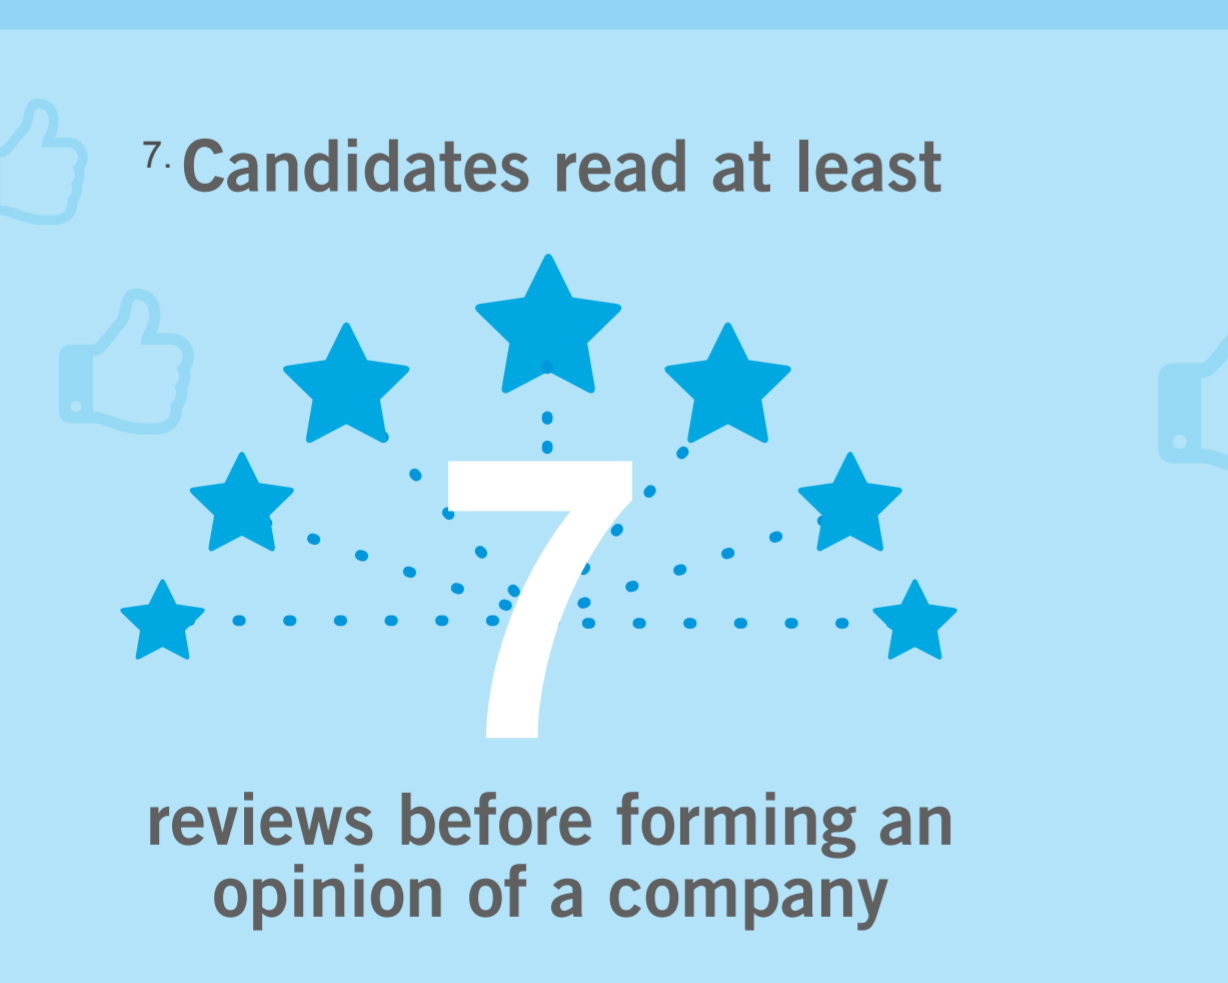 7. Candidates read at least
7
reviews before forming an
opinion of a company